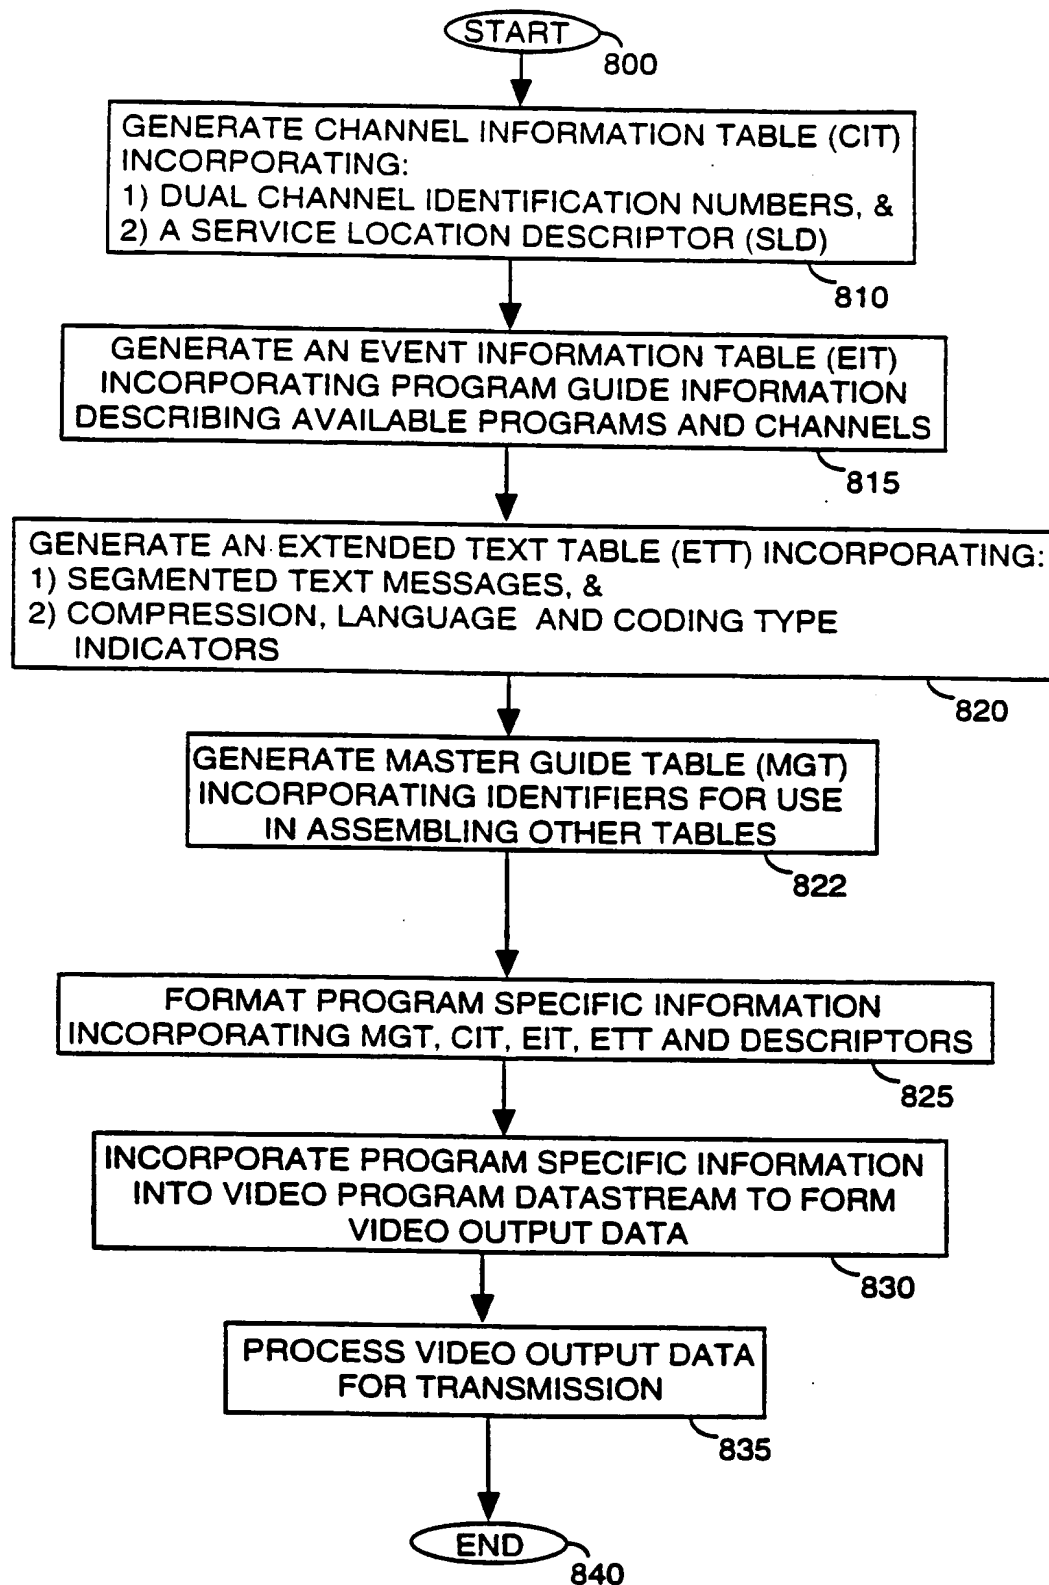 START
800
GENERATE CHANNEL INFORMATION TABLE (CIT)
INCORPORATING:
1) DUAL CHANNEL IDENTIFICATION NUMBERS, &
2) A SERVICE LOCATION DESCRIPTOR (SLD)
810
GENERATE AN EVENT INFORMATION TABLE (EIT)
INCORPORATING PROGRAM GUIDE INFORMATION
DESCRIBING AVAILABLE PROGRAMS AND CHANNELS
815
GENERATE AN EXTENDED TEXT TABLE (ETT) INCORPORATING:
1) SEGMENTED TEXT MESSAGES, &
2) COMPRESSION, LANGUAGE AND CODING TYPE
INDICATORS
820
GENERATE MASTER GUIDE TABLE (MGT)
INCORPORATING IDENTIFIERS FOR USE
IN ASSEMBLING OTHER TABLES
822
FORMAT PROGRAM SPECIFIC INFORMATION
INCORPORATING MGT, CIT, EIT, ETT AND DESCRIPTORS
825
INCORPORATE PROGRAM SPECIFIC INFORMATION
INTO VIDEO PROGRAM DATASTREAM TO FORM
VIDEO OUTPUT DATA
830
PROCESS VIDEO OUTPUT DATA
FOR TRANSMISSION
835
END
840